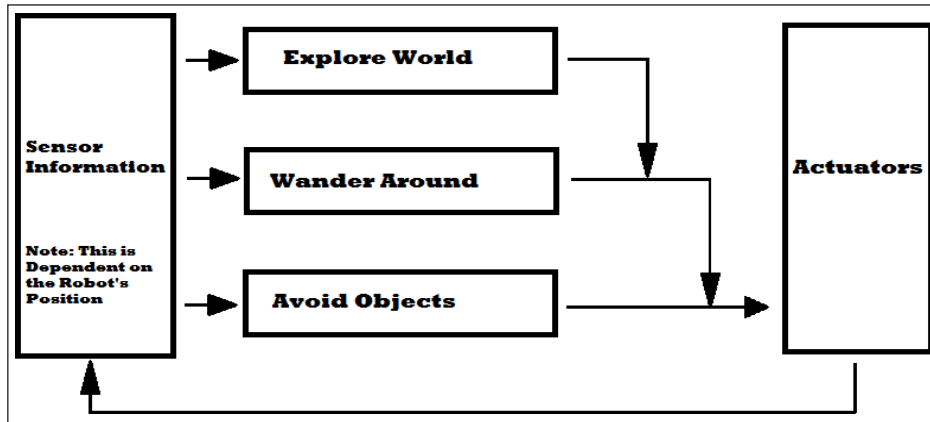 Explore World
Sensor
Information
Wander Around
Actuators
Note: This is
Dependent on
the Robot's
Position
Avoid Objects